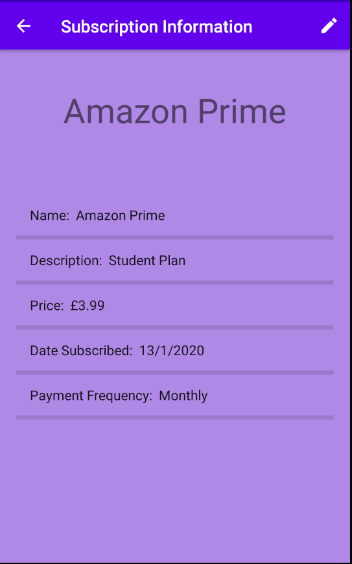 Subscription Information
Amazon Prime
Name: Amazon Prime
Description: Student Plan
Price: £3.99
Date Subscribed: 13/1/2020
Payment Frequency: Monthly